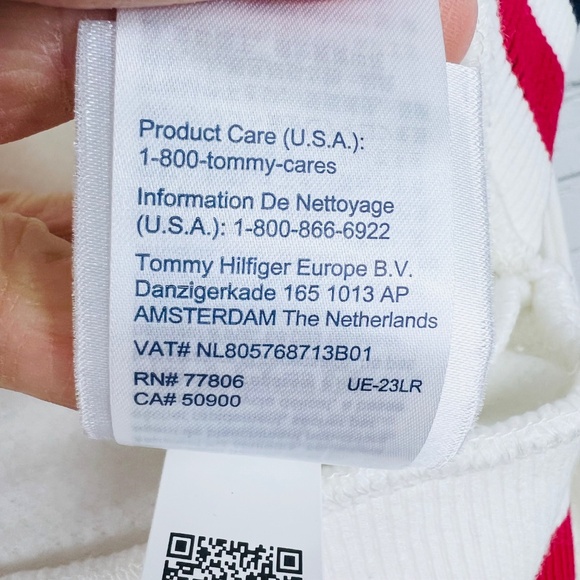 Product Care (U.S.A.):
1-800-tommy-cares
Information De Nettoyage
(U.S.A.): 1-800-866-6922
Tommy Hilfiger Europe B.V.
Danzigerkade 165 1013 AP
AMSTERDAM The Netherlands
VAT# NL805768713B01
RN# 77806 UE-23LR
CA# 50900